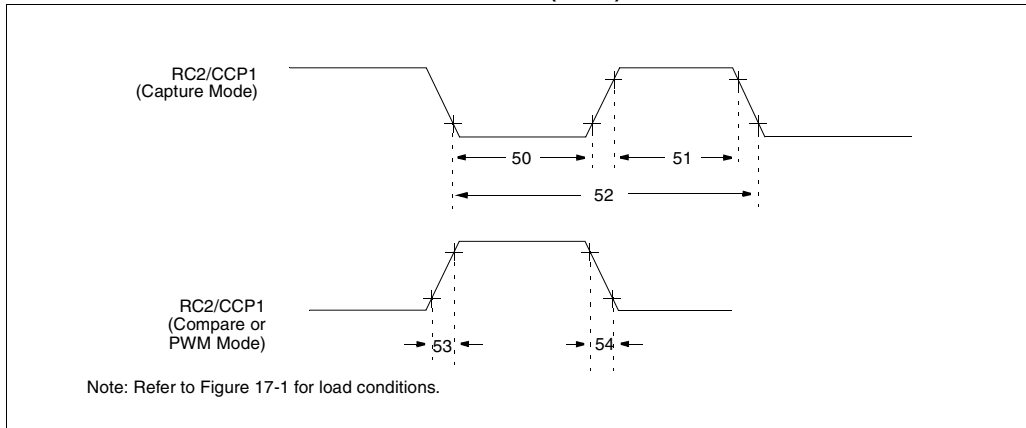 RC2/CCP1
(Capture Mode)
50
51
52
RC2/CCP1
(Compare or
PWM Mode)
53
54
Note: Refer to Figure 17-1 for load conditions.